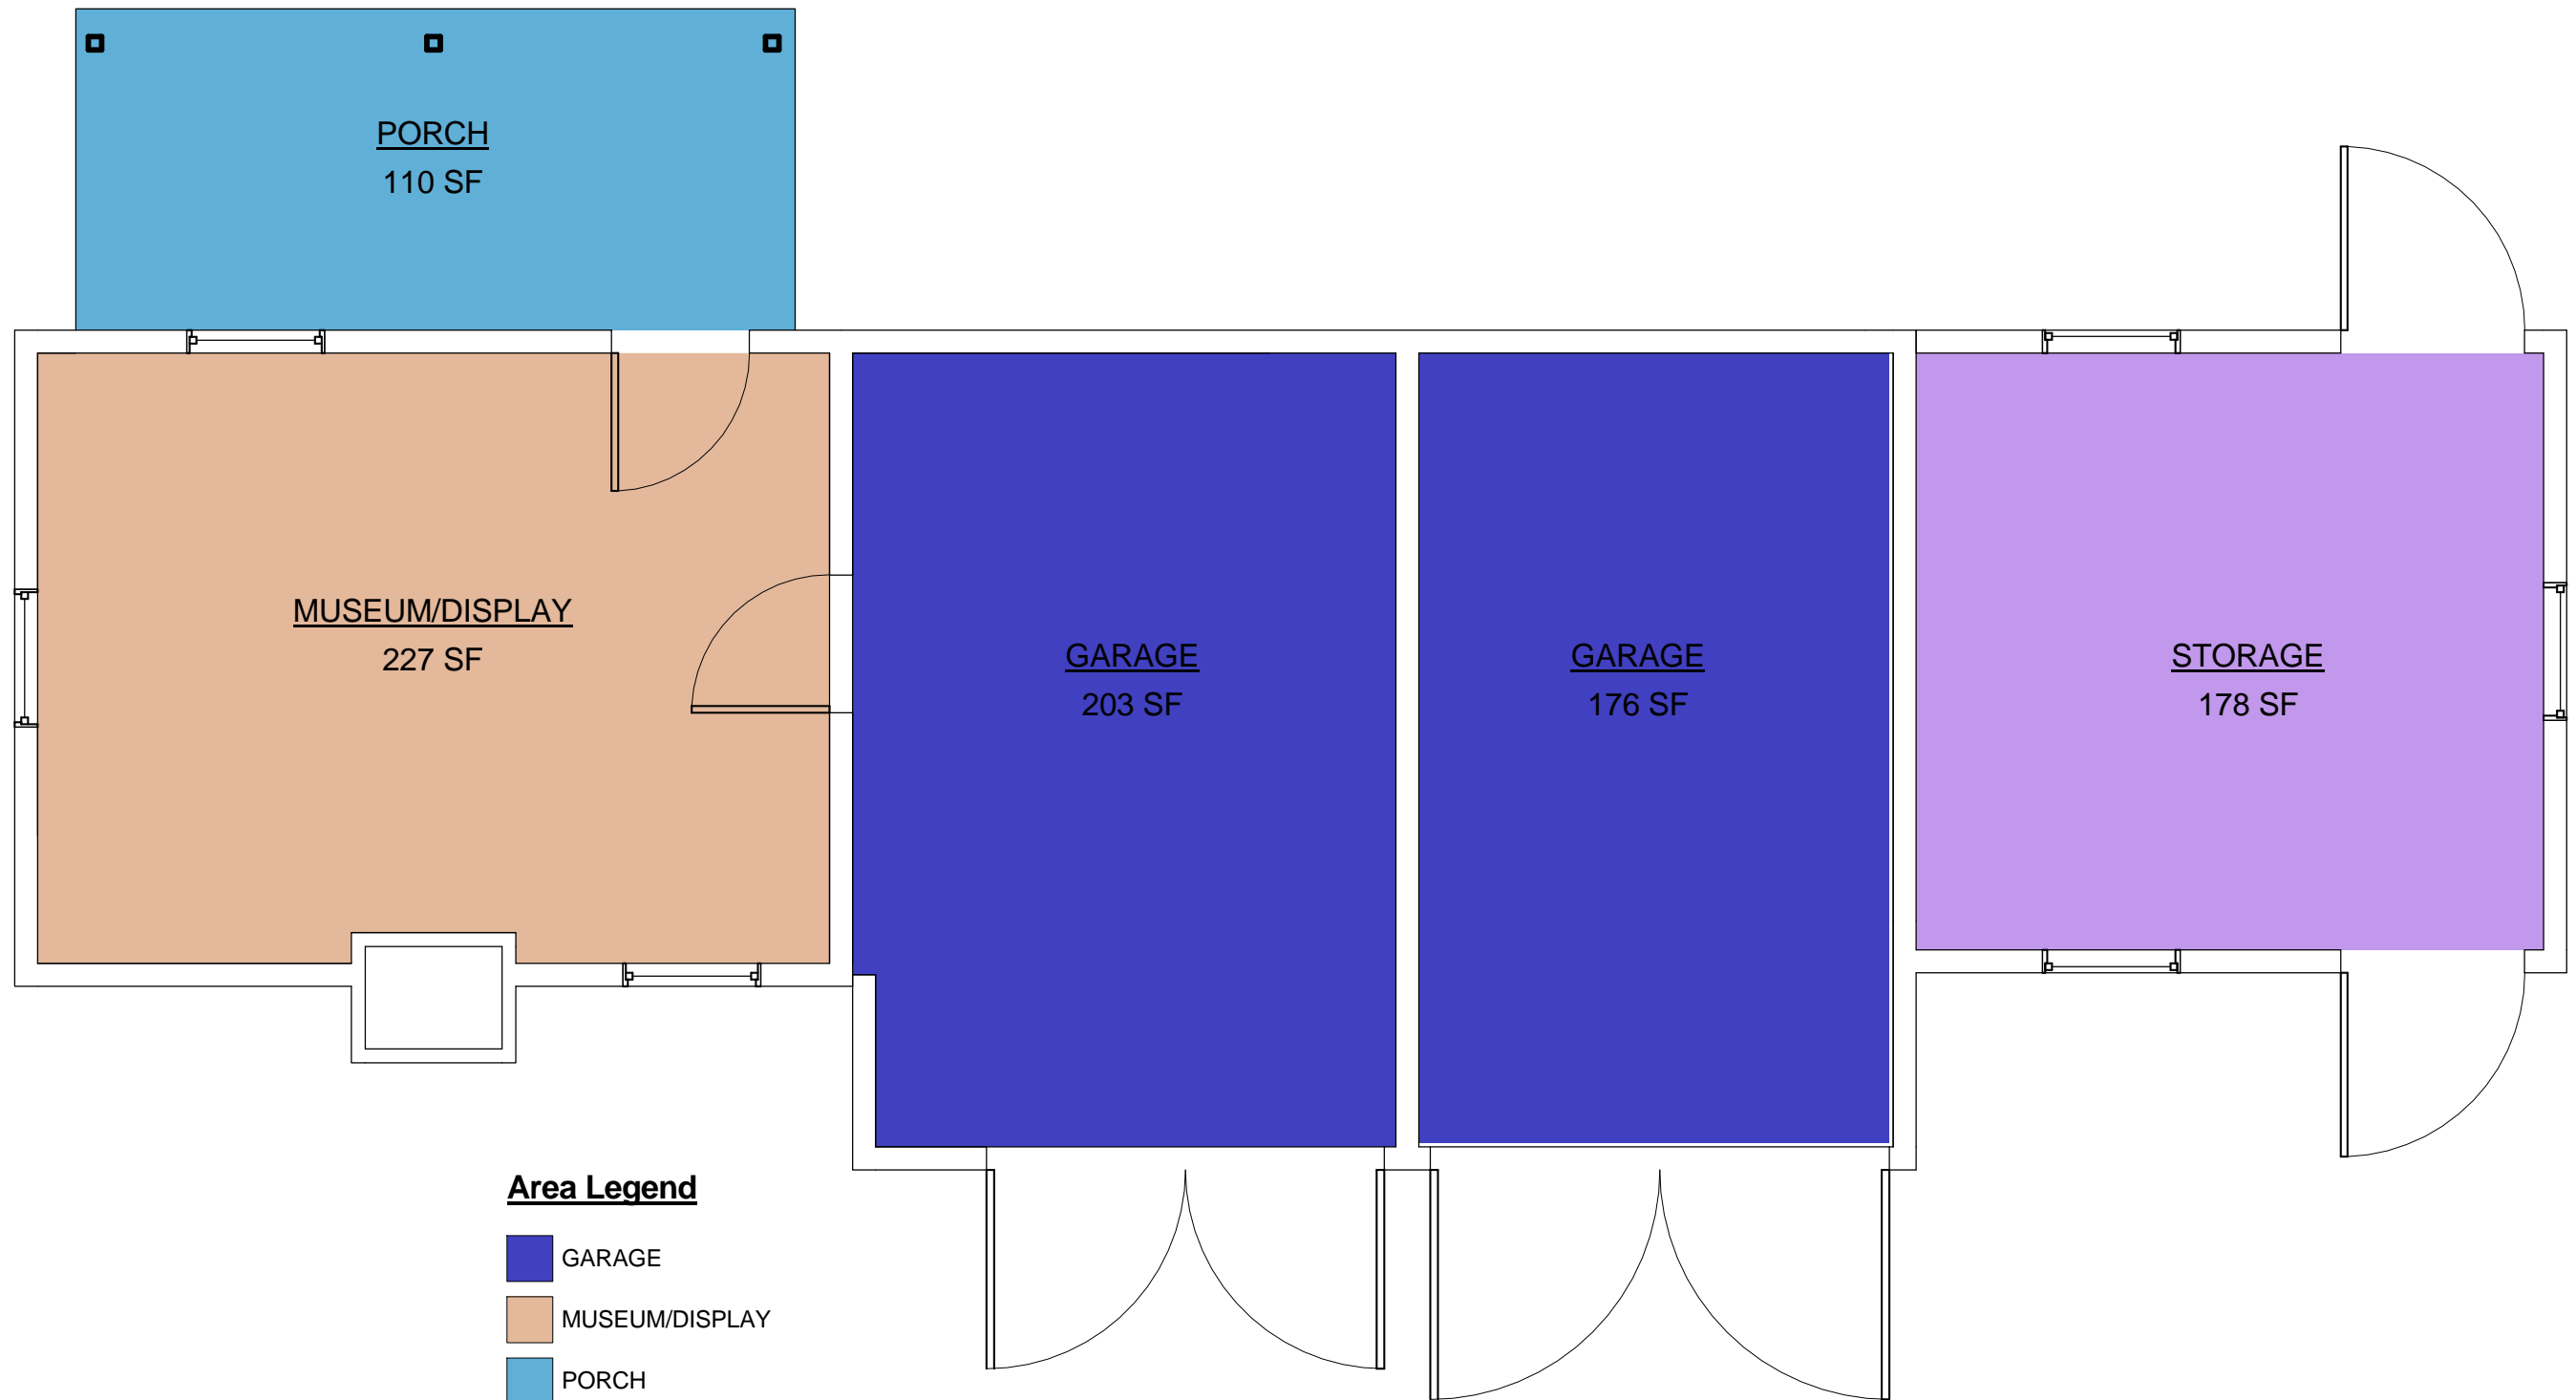 PORCH
110 SF
MUSEUM/DISPLAY
227 SF
GARAGE
203 SF
GARAGE
176 SF
STORAGE
178 SF
Area Legend
GARAGE
MUSEUM/DISPLAY
PORCH